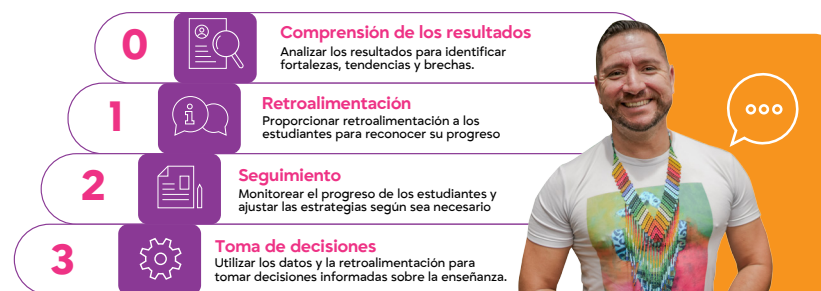 0
Comprensión de los resultados
Analizar los resultados para identificar
fortalezas, tendencias y brechas.
1
Retroalimentación
Proporcionar retroalimentación a los
estudiantes para reconocer su progreso
2
Seguimiento
Monitorear el progreso de los estudiantes y
ajustar las estrategias según sea necesario
3
Toma de decisiones
Utilizar los datos y la retroalimentación para
tomar decisiones informadas sobre la enseñanza.